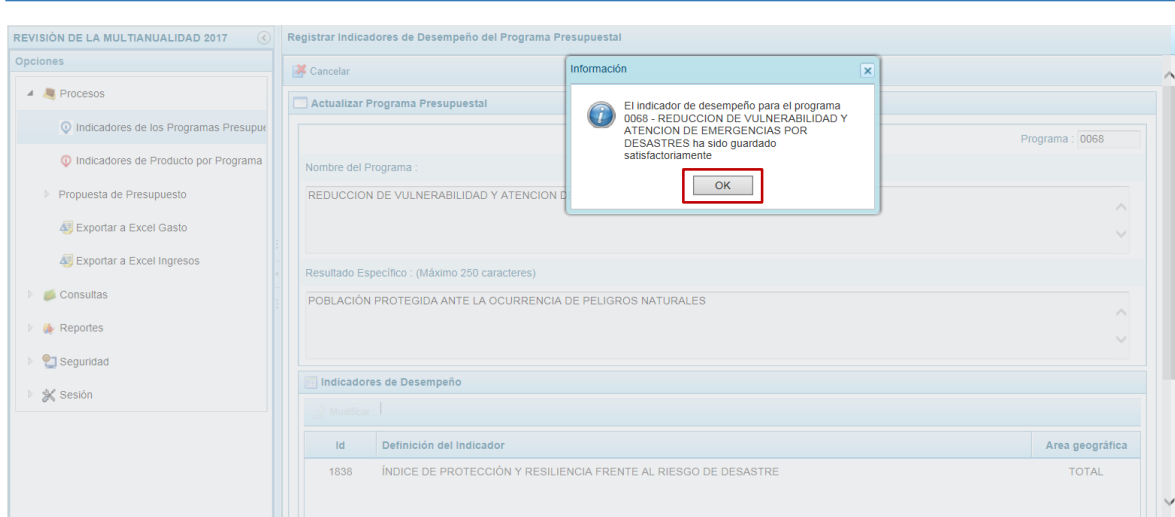 REVISIÓN DE LA MULTIANUALIDAD 2017
Opciones
Procesos
Indicadores de los Programas Presupue
Indicadores de Producto por Programa
Propuesta de Presupuesto
Exportar a Excel Gasto
Exportar a Excel Ingresos
Consultas
Reportes
Seguridad
Sesión
Registrar Indicadores de Desempeño del Programa Presupuestal
Cancelar
Actualizar Programa Presupuestal
Programa : 0068
Nombre del Programa :
REDUCCION DE VULNERABILIDAD Y ATENCION D
Resultado Específico : (Máximo 250 caracteres)
POBLACIÓN PROTEGIDA ANTE LA OCURRENCIA DE PELIGROS NATURALES
Indicadores de Desempeño
Modificar
Id Definición del Indicador Area geográfica
1838 ÍNDICE DE PROTECCIÓN Y RESILIENCIA FRENTE AL RIESGO DE DESASTRE TOTAL
Información
El indicador de desempeño para el programa
0068 - REDUCCION DE VULNERABILIDAD Y
ATENCION DE EMERGENCIAS POR
DESASTRES ha sido guardado
satisfactoriamente
OK